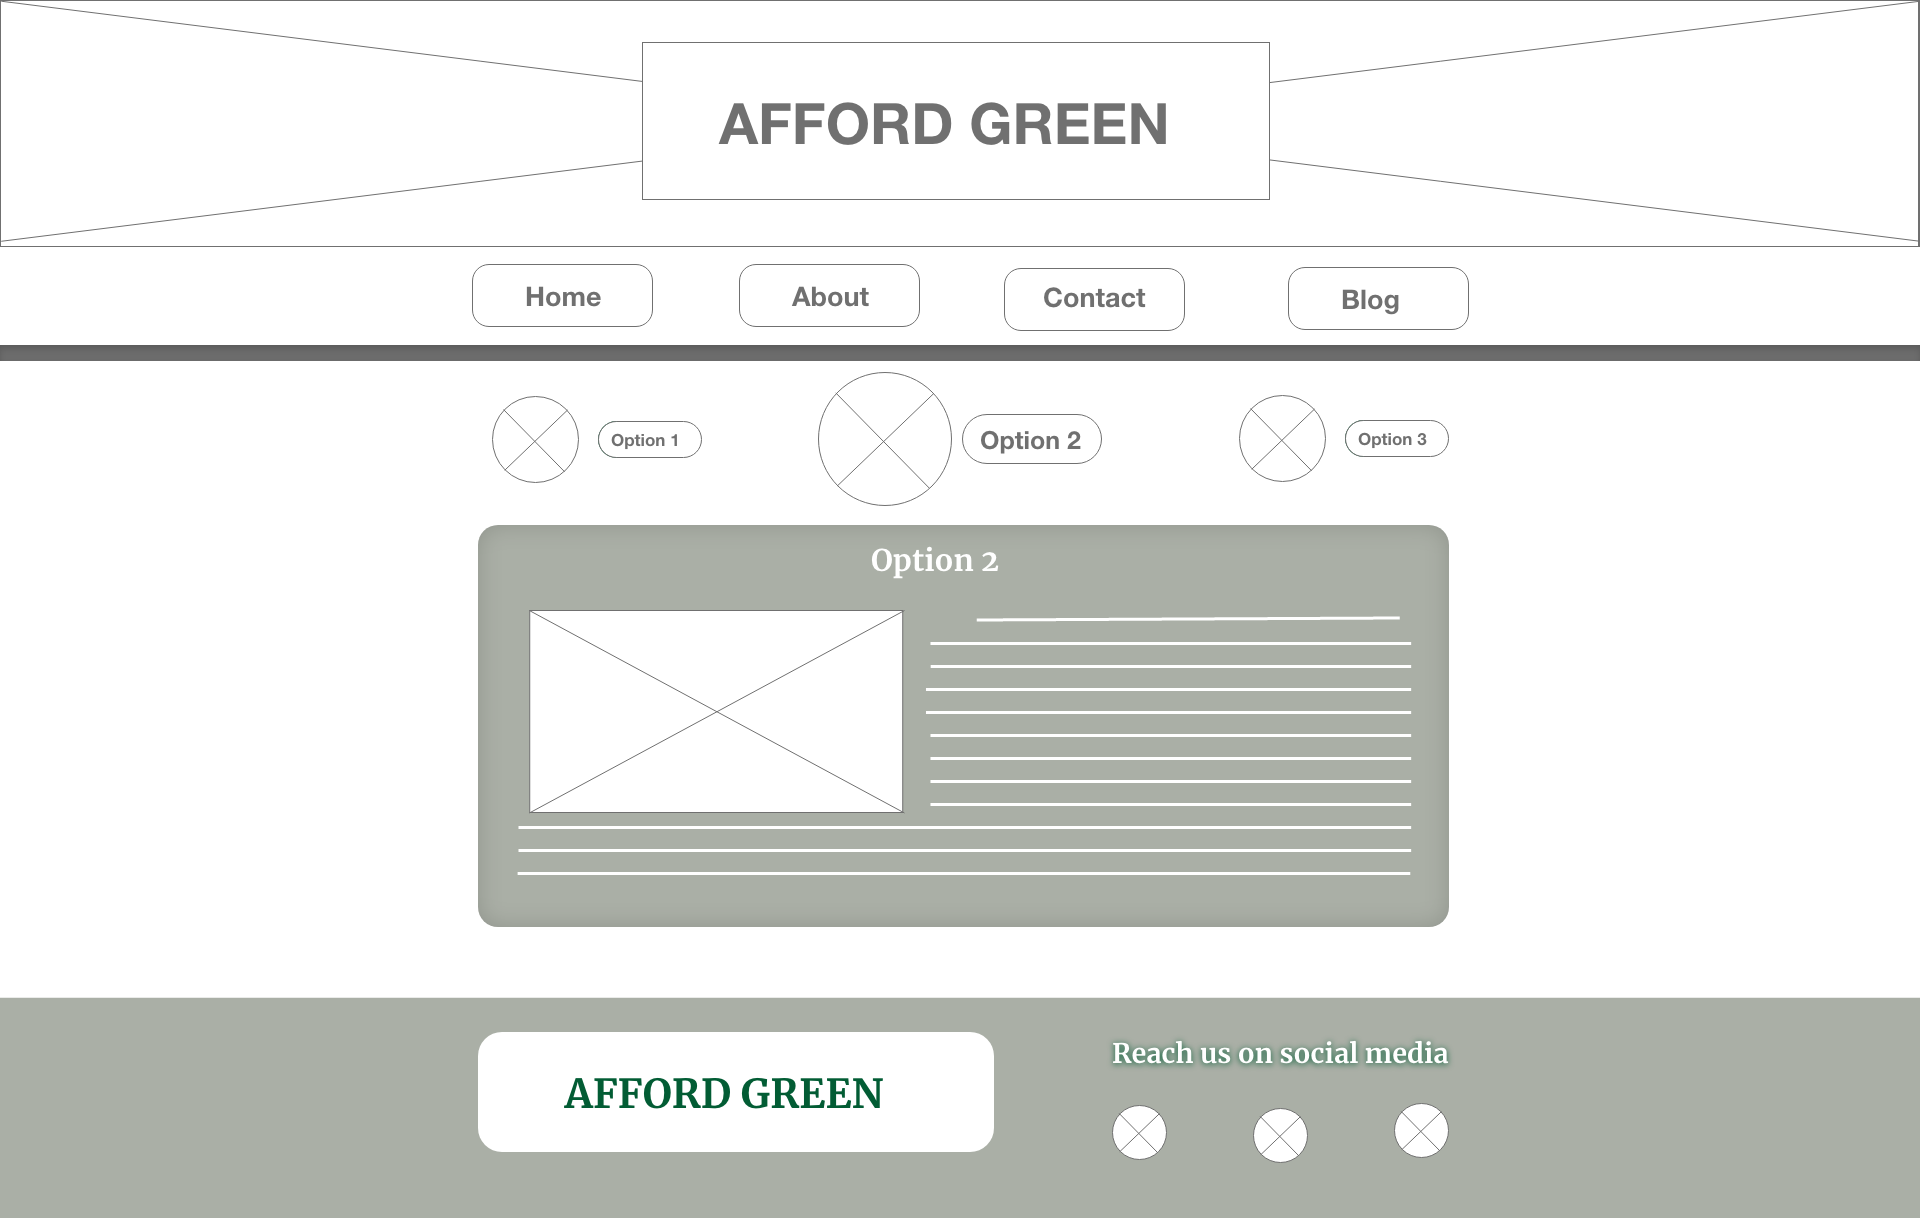 AFFORD GREEN
Home
About
Contact
Blog
Option 1
Option 2
Option 3
Option 2
AFFORD GREEN
Reach us on social media